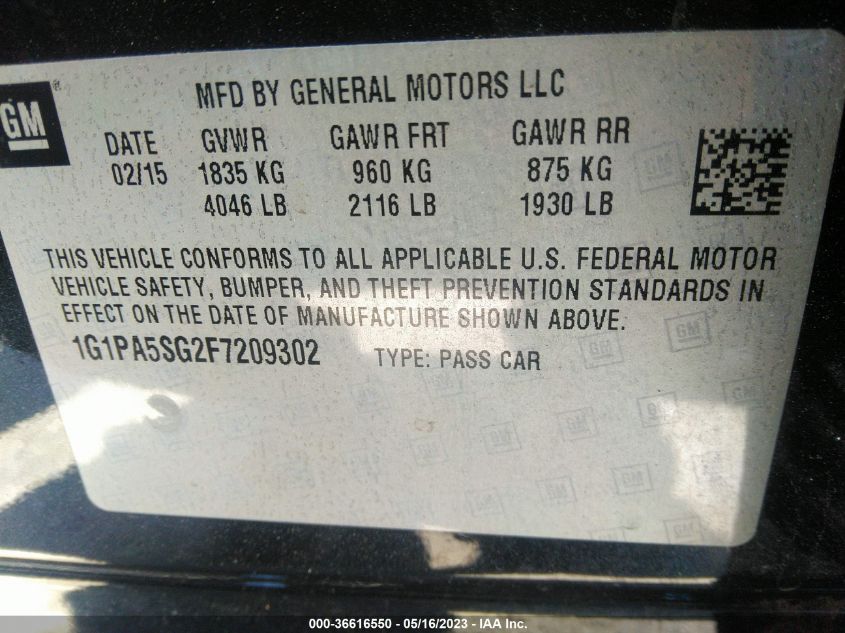 GM
MFD BY GENERAL MOTORS LLC
DATE GVWR GAWR FRT GAWR RR
02/15 1835 KG 960 KG 875 KG
4046 LB 2116 LB 1930 LB
THIS VEHICLE CONFORMS TO ALL APPLICABLE U.S. FEDERAL MOTOR
VEHICLE SAFETY, BUMPER, AND THEFT PREVENTION STANDARDS IN
EFFECT ON THE DATE OF MANUFACTURE SHOWN ABOVE.
1G1PA5SG2F7209302 TYPE: PASS CAR
000-36616550 - 05/16/2023 - IAA Inc.